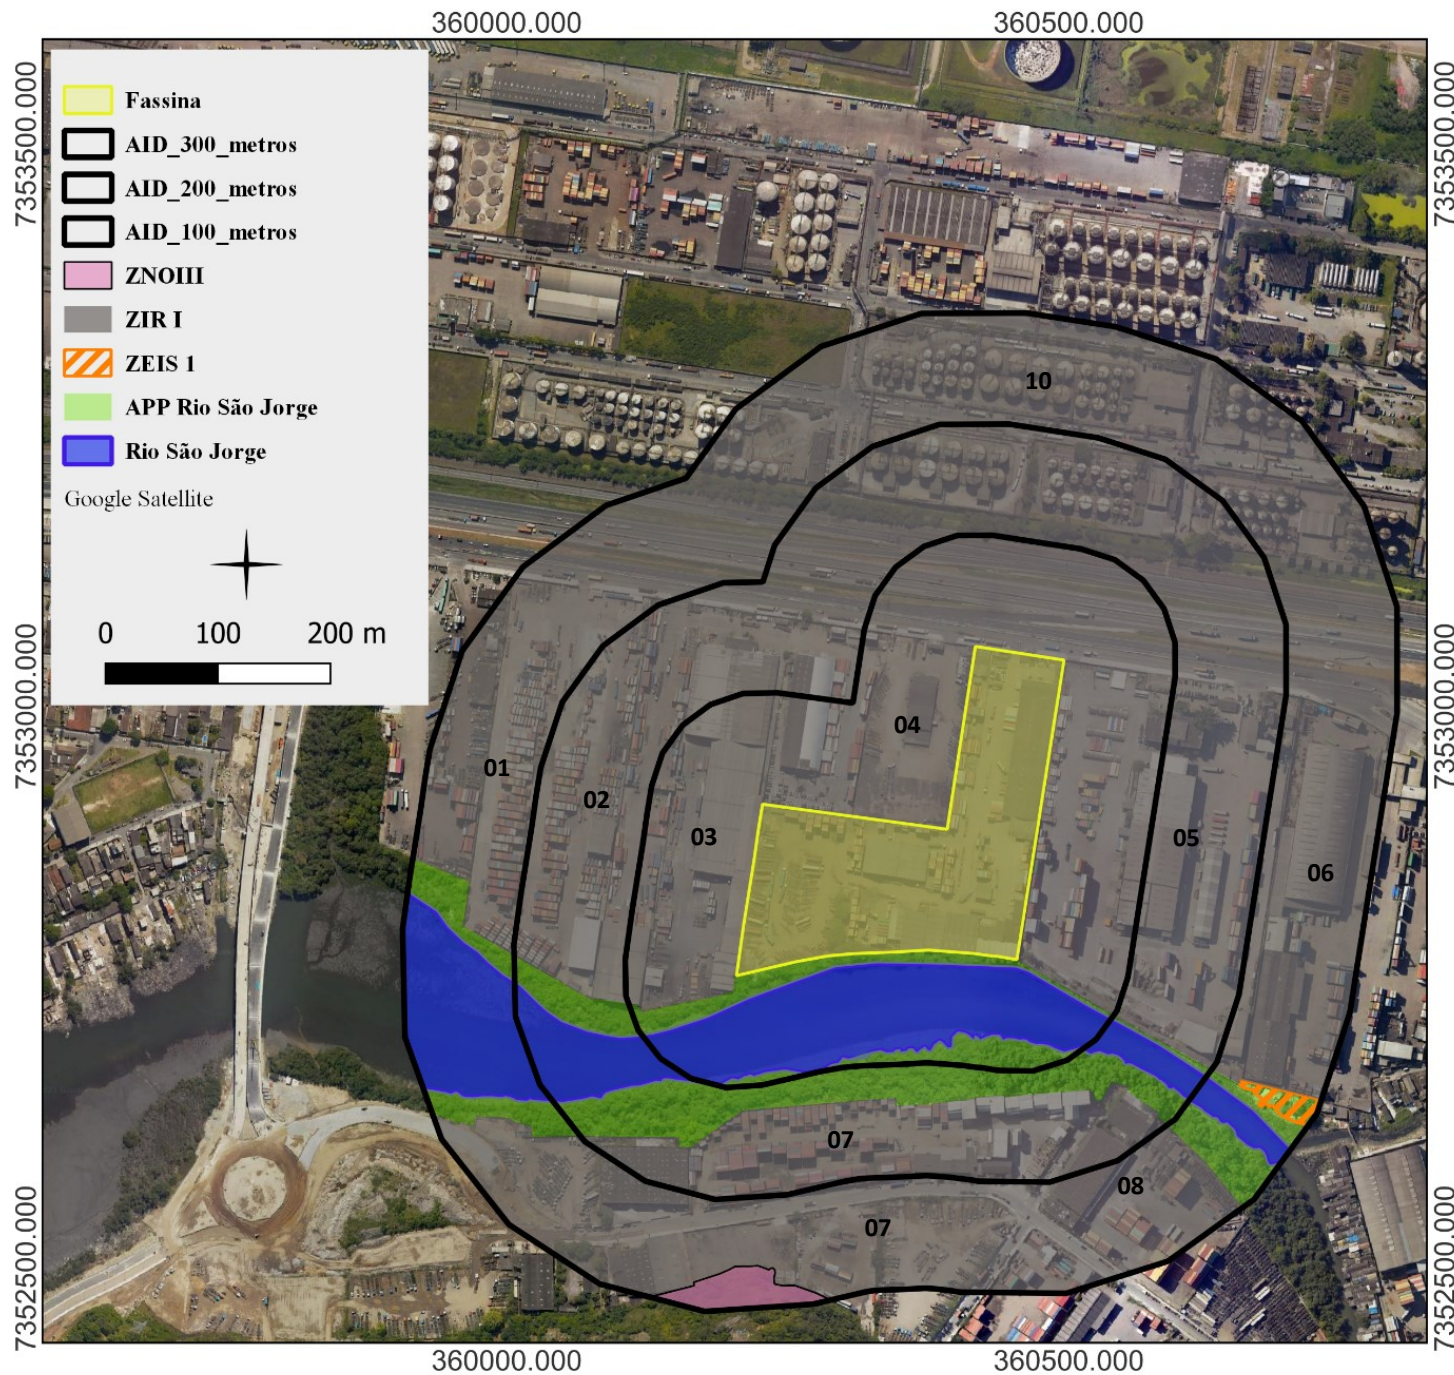 360000.000
360500.000
7353500.000
7353500.000
Fassina
AID_300_metros
AID_200_metros
AID_100_metros
ZNOIII
ZIR I
ZEIS 1
APP Rio São Jorge
Rio São Jorge
Google Satellite
0 100 200 m
10
7353000.000
7353000.000
04
01
02
03
05
06
07
08
07
7352500.000
7352500.000
360000.000
360500.000